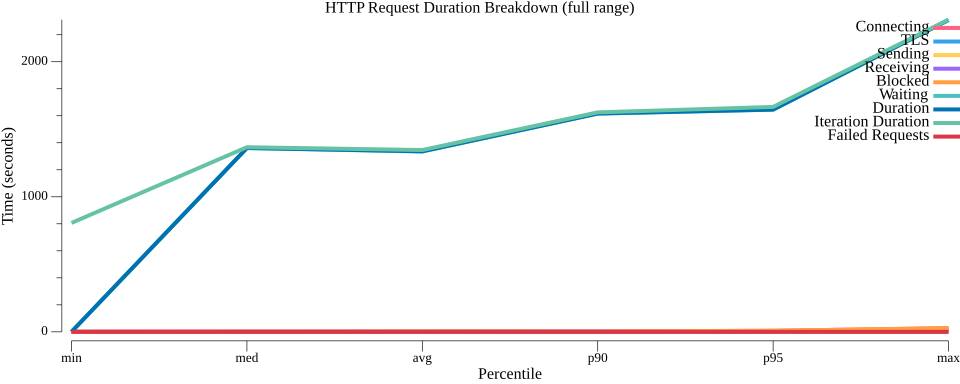 HTTP Request Duration Breakdown (full range)
Connecting
TLS
Sending
Receiving
Blocked
Waiting
Duration
Iteration Duration
Failed Requests
Time (seconds)
2000
1000
0
min med avg p90 p95 max
Percentile